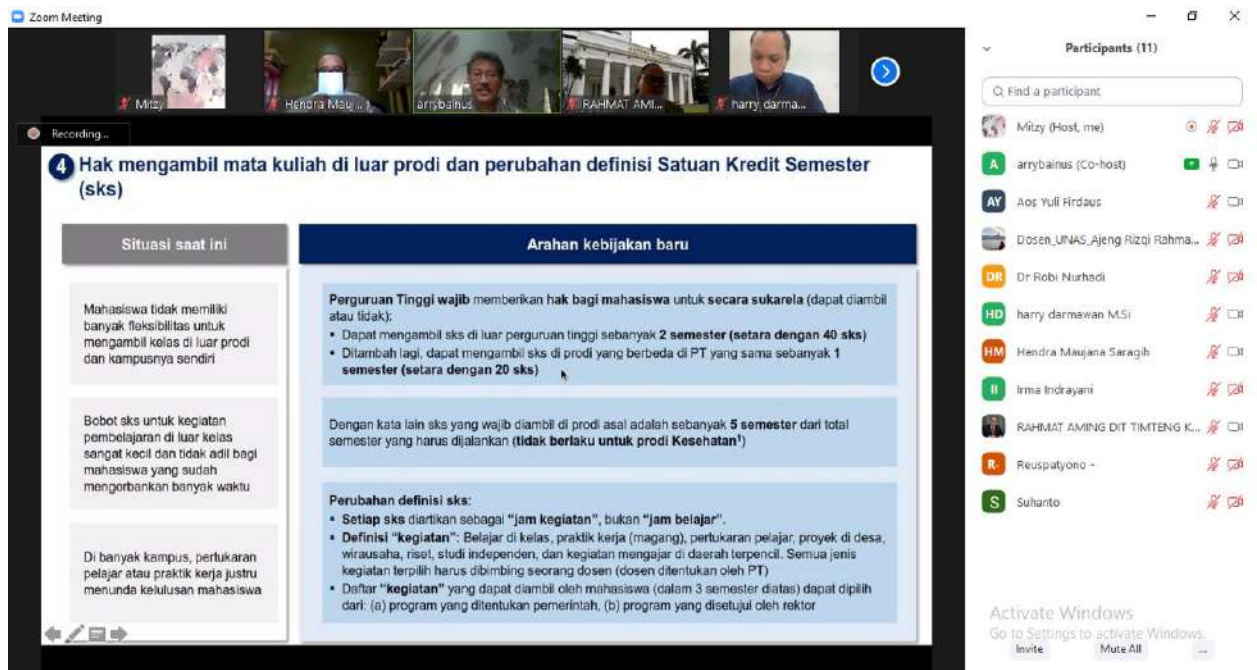 Zoom Meeting
Mitzy
Hendra Mauj...
arrybainus
RAHMAT AMI...
harry darma...
Recording...
4 Hak mengambil mata kuliah di luar prodi dan perubahan definisi Satuan Kredit Semester
(sks)
Situasi saat ini
Mahasiswa tidak memiliki
banyak fleksibilitas untuk
mengambil kelas di luar prodi
dan kampusnya sendiri
Bobot sks untuk kegiatan
pembelajaran di luar kelas
sangat kecil dan tidak adil bagi
mahasiswa yang sudah
mengorbankan banyak waktu
Di banyak kampus, pertukaran
pelajar atau praktik kerja justru
menunda kelulusan mahasiswa
Arahan kebijakan baru
Perguruan Tinggi wajib memberikan hak bagi mahasiswa untuk secara sukarela (dapat diambil
atau tidak):
• Dapat mengambil sks di luar perguruan tinggi sebanyak 2 semester (setara dengan 40 sks)
• Ditambah lagi, dapat mengambil sks di prodi yang berbeda di PT yang sama sebanyak 1
semester (setara dengan 20 sks)
Dengan kata lain sks yang wajib diambil di prodi asal adalah sebanyak 5 semester dari total
semester yang harus dijalankan (tidak berlaku untuk prodi Kesehatan¹)
Perubahan definisi sks:
• Setiap sks diartikan sebagai “jam kegiatan”, bukan “jam belajar”.
• Definisi “kegiatan”: Belajar di kelas, praktik kerja (magang), pertukaran pelajar, proyek di desa,
wirausaha, riset, studi independen, dan kegiatan mengajar di daerah terpencil. Semua jenis
kegiatan terpilih harus dibimbing seorang dosen (dosen ditentukan oleh PT)
• Daftar “kegiatan” yang dapat diambil oleh mahasiswa (dalam 3 semester diatas) dapat dipilih
dari: (a) program yang ditentukan pemerintah, (b) program yang disetujui oleh rektor
Participants (11)
Find a participant
Mitzy (Host, me)
A arrybainus (Co-host)
AY Aos Yuli Firdaus
Dosen_UNAS_Ajeng Rizqi Rahma...
DR Dr Robi Nurhadi
HD harry darmawan M.Si
HM Hendra Maujana Saragih
II Irma Indrayani
RAHMAT AMING DIT TIMTENG K...
R- Reuspatyono -
S Suhanto
Activate Windows
Go to Settings to activate Windows.
Invite
Mute All
...